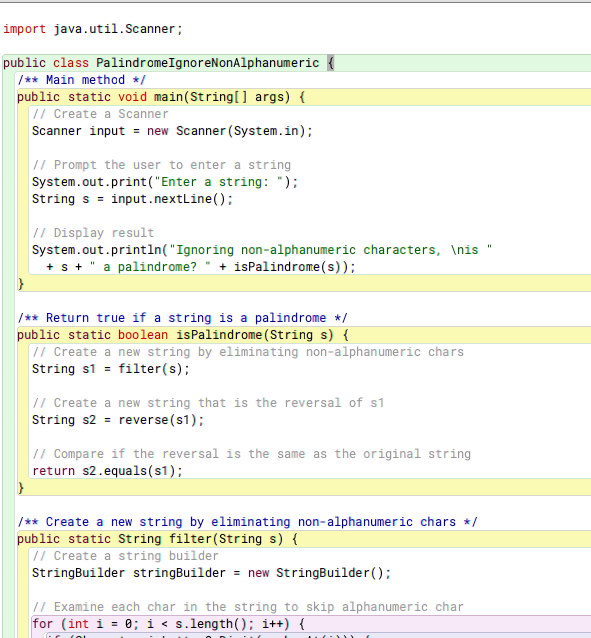 import java.util.Scanner;
public class PalindromeIgnoreNonAlphanumeric {
/** Main method */
public static void main(String[] args) {
// Create a Scanner
Scanner input = new Scanner(System.in);
// Prompt the user to enter a string
System.out.print("Enter a string: ");
String s = input.nextLine();
// Display result
System.out.println("Ignoring non-alphanumeric characters, \nis "
+ s + " a palindrome? " + isPalindrome(s));
}
/** Return true if a string is a palindrome */
public static boolean isPalindrome(String s) {
// Create a new string by eliminating non-alphanumeric chars
String s1 = filter(s);
// Create a new string that is the reversal of s1
String s2 = reverse(s1);
// Compare if the reversal is the same as the original string
return s2.equals(s1);
}
/** Create a new string by eliminating non-alphanumeric chars */
public static String filter(String s) {
// Create a string builder
StringBuilder stringBuilder = new StringBuilder();
// Examine each char in the string to skip alphanumeric char
for (int i = 0; i < s.length(); i++) {